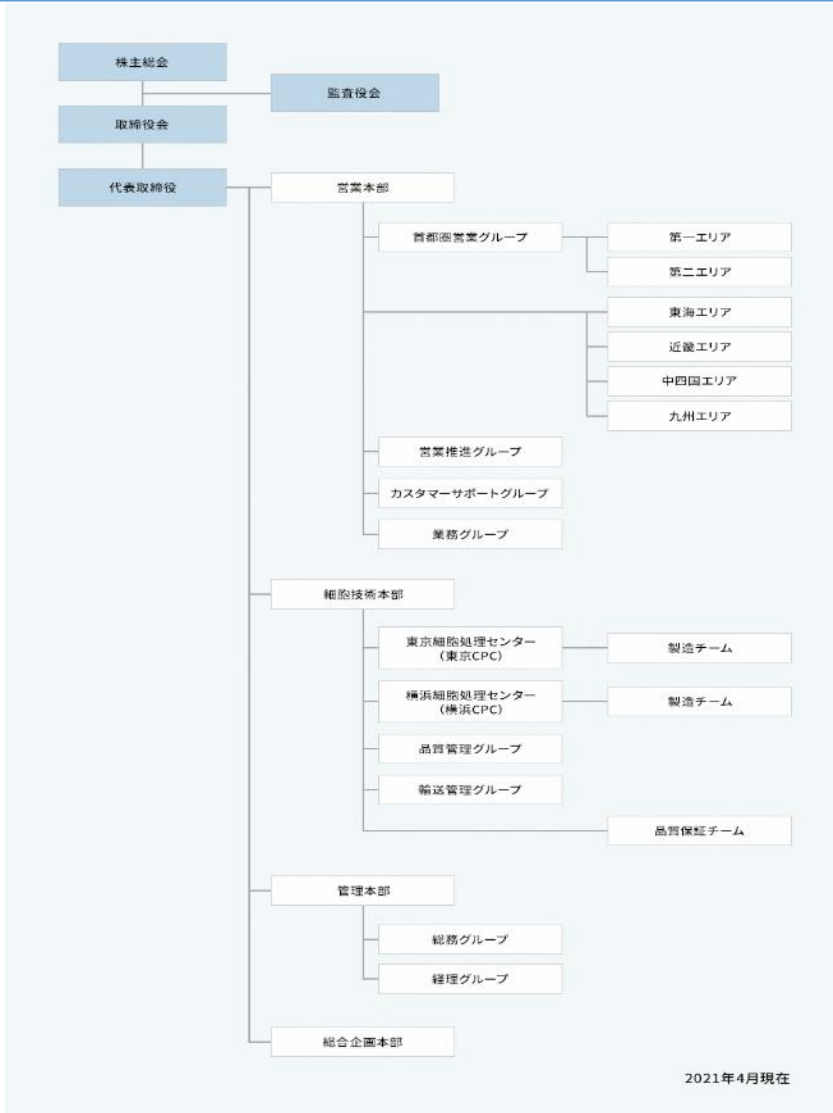 株主総会
監査役会
取締役会
代表取締役
営業本部
首都圏営業グループ
第一エリア
第二エリア
東海エリア
近畿エリア
中四国エリア
九州エリア
営業推進グループ
カスタマーサポートグループ
業務グループ
細胞技術本部
東京細胞処理センター
（東京CPC）
製造チーム
横浜細胞処理センター
（横浜CPC）
製造チーム
品質管理グループ
輸送管理グループ
品質保証チーム
管理本部
総務グループ
経理グループ
総合企画本部
2021年4月現在